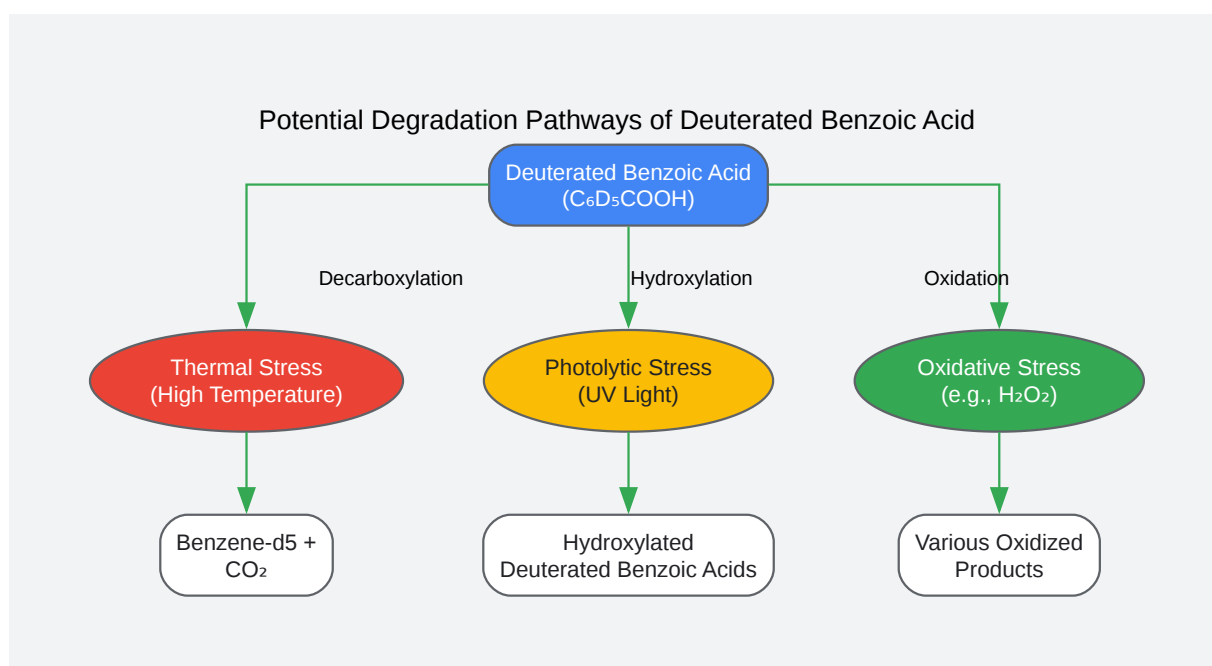 Potential Degradation Pathways of Deuterated Benzoic Acid
Deuterated Benzoic Acid
(C₆D₅COOH)
Decarboxylation
Hydroxylation
Oxidation
Thermal Stress
(High Temperature)
Photolytic Stress
(UV Light)
Oxidative Stress
(e.g., H₂O₂)
Benzene-d5 +
CO₂
Hydroxylated
Deuterated Benzoic Acids
Various Oxidized
Products